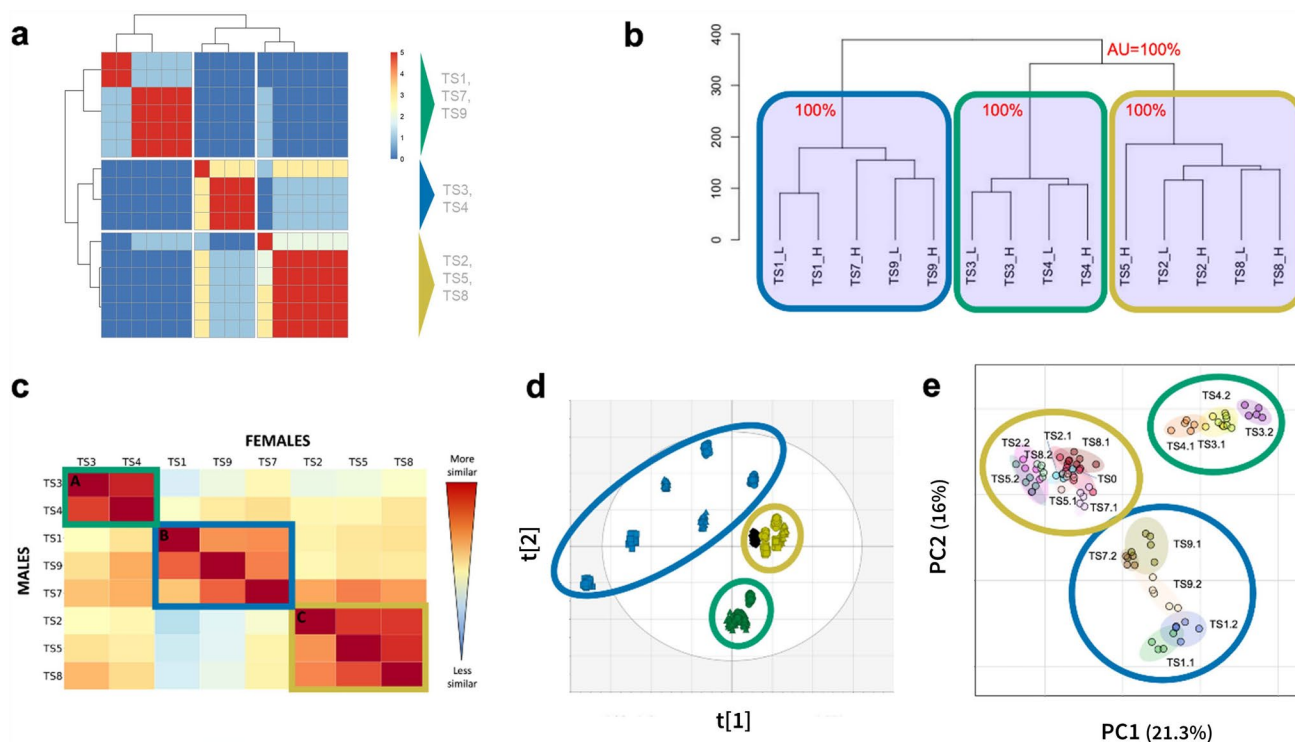 a
5
4
3
2
1
0
TS1,
TS7,
TS9
TS3,
TS4
TS2,
TS5,
TS8
b
400
300
200
100
0
AU=100%
100%
100%
100%
TS1_L
TS1_H
TS7_H
TS9_L
TS9_H
TS3_L
TS3_H
TS4_L
TS4_H
TS5_H
TS2_L
TS2_H
TS8_L
TS8_H
c
FEMALES
TS3 TS4 TS1 TS9 TS7 TS2 TS5 TS8
MALES
TS3
TS4
TS1
TS9
TS7
TS2
TS5
TS8
A
B
C
More
similar
Less
similar
d
t[2]
t[1]
e
PC2 (16%)
TS4.2
TS4.1
TS3.1
TS3.2
TS2.2
TS2.1
TS8.1
TS8.2
TS0
TS5.2
TS5.1
TS7.1
TS9.1
TS7.2
TS9.2
TS1.2
TS1.1
PC1 (21.3%)